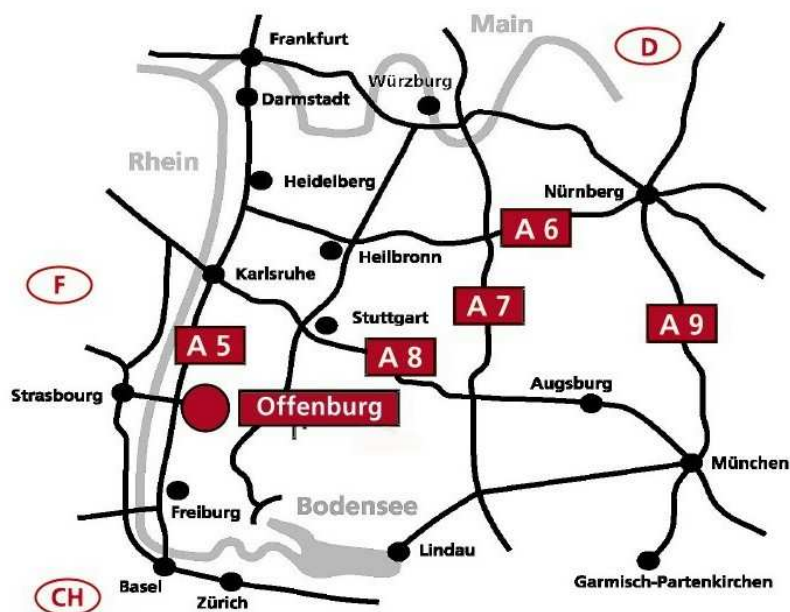 Main
D
Frankfurt
Würzburg
Darmstadt
Rhein
Heidelberg
Nürnberg
A 6
Heilbronn
F
Karlsruhe
A 7
A 9
Stuttgart
A 5
A 8
Augsburg
Strasbourg
Offenburg
München
Freiburg
Bodensee
Lindau
Basel
Garmisch-Partenkirchen
CH
Zürich